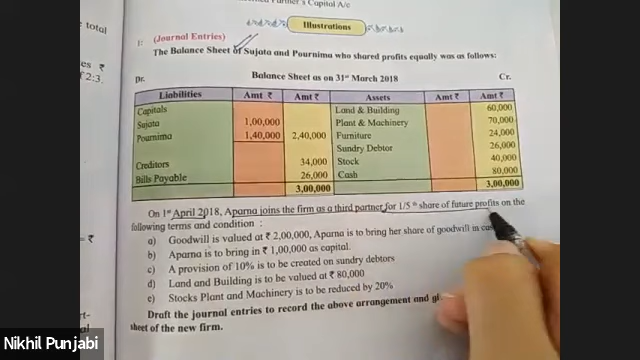 Partner's Capital A/c
Illustrations
total
1: (Journal Entries)
The Balance Sheet of Sujata and Pournima who shared profits equally was as follows:
es ₹
2:3.
Dr. Balance Sheet as on 31st March 2018 Cr.
Liabilities Amt ₹ Amt ₹ Assets Amt ₹ Amt ₹
Capitals Land & Building 60,000
Sujata 1,00,000 Plant & Machinery 70,000
Pournima 1,40,000 2,40,000 Furniture 24,000
Sundry Debtor 26,000
Creditors 34,000 Stock 40,000
Bills Payable 26,000 Cash 80,000
3,00,000 3,00,000
On 1st April 2018, Aparna joins the firm as a third partner for 1/5th share of future profits on the
following terms and condition :
= ₹
a) Goodwill is valued at ₹ 2,00,000, Aparna is to bring her share of goodwill in
b) Aparna is to bring in ₹ 1,00,000 as capital.
c) A provision of 10% is to be created on sundry debtors
d) Land and Building is to be valued at ₹ 80,000
e) Stocks Plant and Machinery is to be reduced by 20%
Draft the journal entries to record the above arrangement and
sheet of the new firm.
Nikhil Punjabi